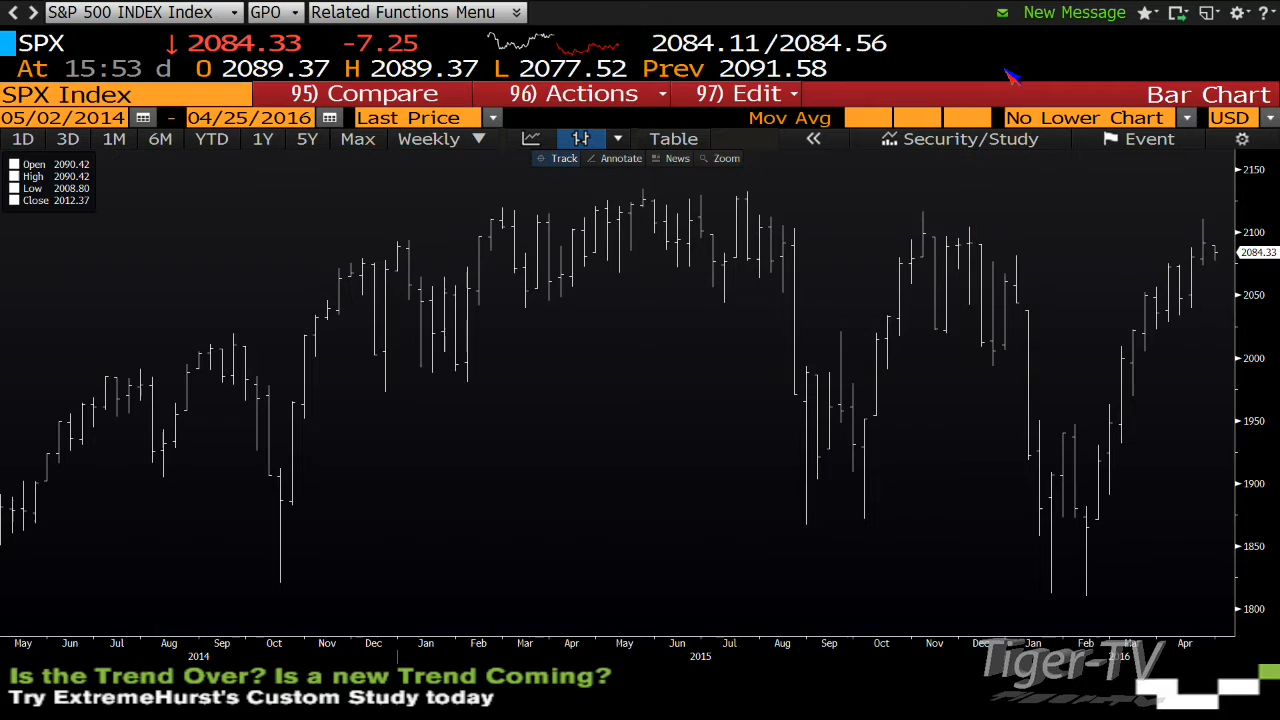 S&P 500 INDEX Index GPO Related Functions Menu New Message
SPX 2084.33 -7.25 2084.11/2084.56
At 15:53 d O 2089.37 H 2089.37 L 2077.52 Prev 2091.58
SPX Index 95) Compare 96) Actions 97) Edit Bar Chart
05/02/2014 - 04/25/2016 Last Price Mov Avg No Lower Chart USD
1D 3D 1M 6M YTD 1Y 5Y Max Weekly Table Security/Study Event
Track Annotate News Zoom
Open 2090.42
High 2090.42
Low 2008.80
Close 2012.37
2150
2100
2084.33
2050
2000
1950
1900
1850
1800
May Jun Jul Aug Sep Oct Nov Dec Jan Feb Mar Apr May Jun Jul Aug Sep Oct Nov Dec Jan Feb Mar Apr
2014 2015 2016
Tiger-TV
Is the Trend Over? Is a new Trend Coming?
Try ExtremeHurst's Custom Study today